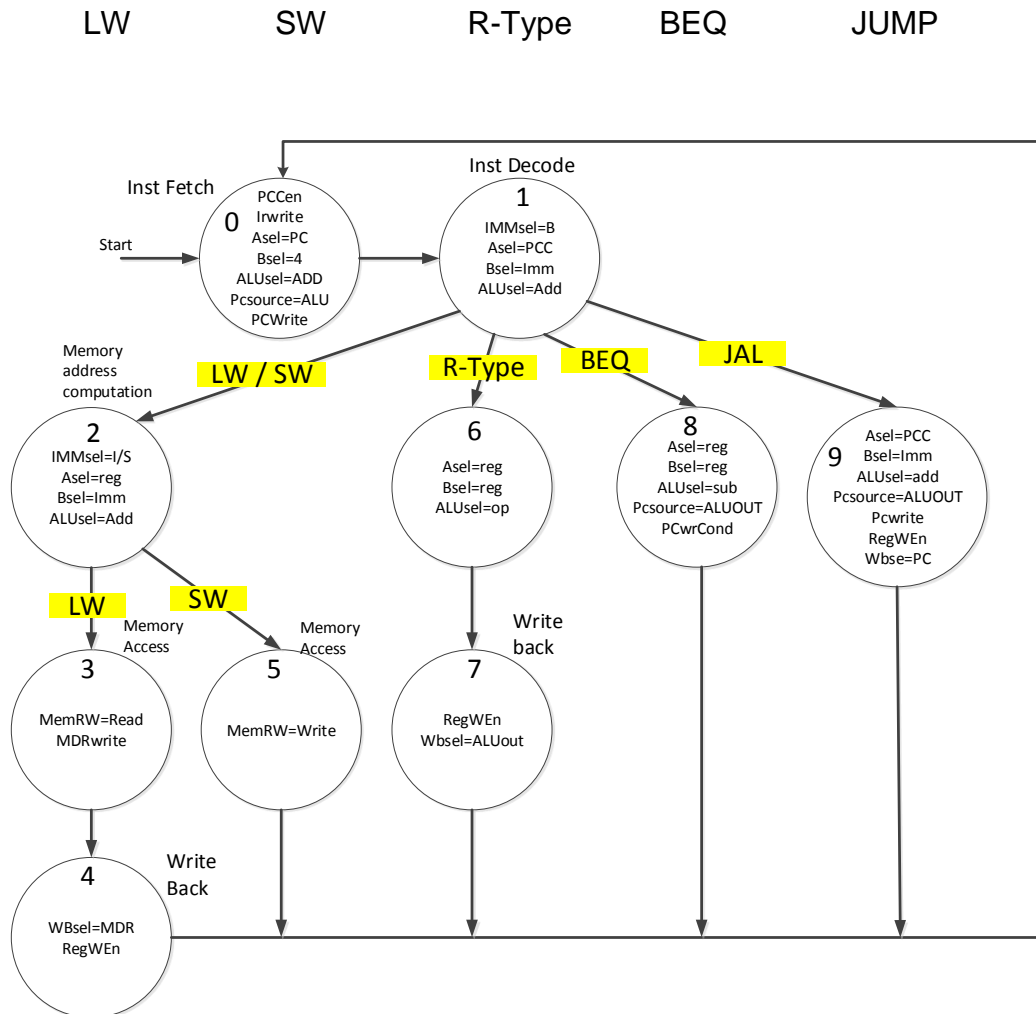 LW SW R-Type BEQ JUMP
Inst Fetch
Inst Decode
Start
0
PCCen
Irwrite
Asel=PC
Bsel=4
ALUsel=ADD
Pcsource=ALU
PCWrite
1
IMMsel=B
Asel=PCC
Bsel=Imm
ALUsel=Add
LW / SW
R-Type
BEQ
JAL
Memory
address
computation
2
IMMsel=I/S
Asel=reg
Bsel=Imm
ALUsel=Add
6
Asel=reg
Bsel=reg
ALUsel=op
8
Asel=reg
Bsel=reg
ALUsel=sub
Pcsource=ALUOUT
PCwrCond
9
Asel=PCC
Bsel=Imm
ALUsel=add
Pcsource=ALUOUT
Pcwrite
RegWEn
Wbse=PC
LW
SW
Memory
Access
3
MemRW=Read
MDRwrite
Memory
Access
5
MemRW=Write
Write
back
7
RegWEn
Wbsel=ALUout
Write
Back
4
WBsel=MDR
RegWEn